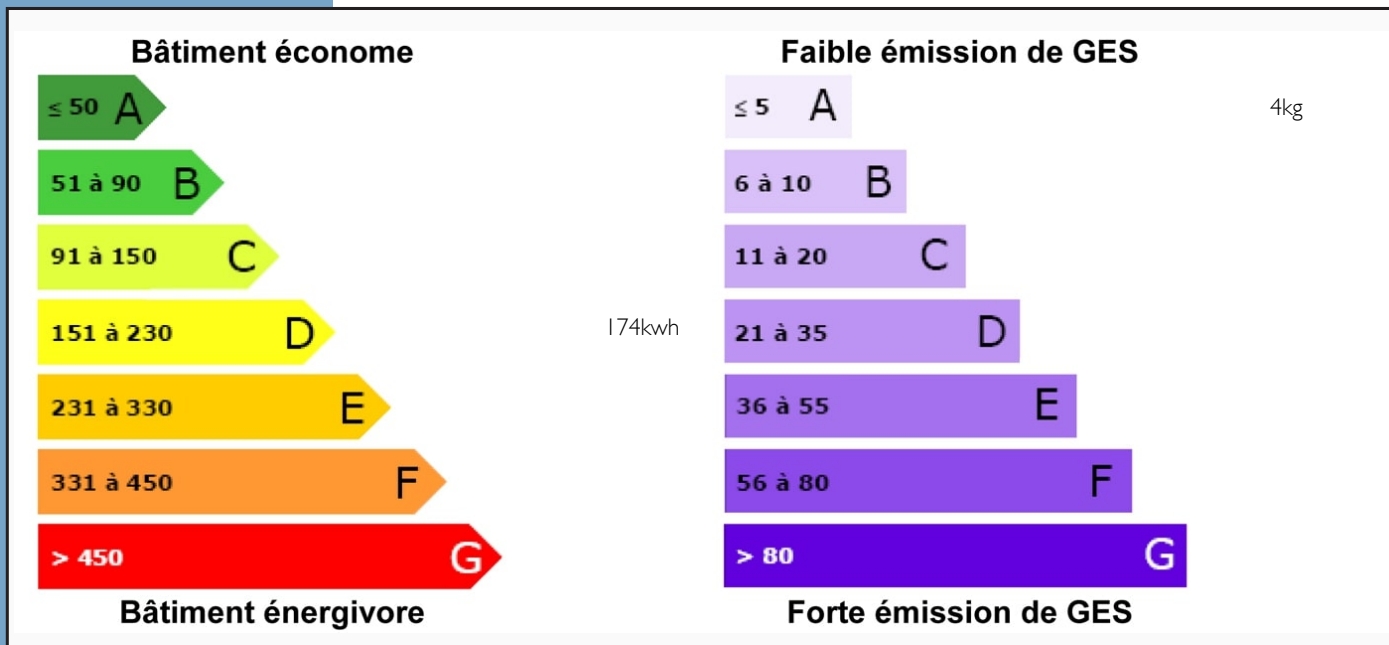 Bâtiment économe
≤ 50 A
51 à 90 B
91 à 150 C
151 à 230 D
174kwh
231 à 330 E
331 à 450 F
> 450 G
Bâtiment énergivore
Faible émission de GES
≤ 5 A
4kg
6 à 10 B
11 à 20 C
21 à 35 D
36 à 55 E
56 à 80 F
> 80 G
Forte émission de GES